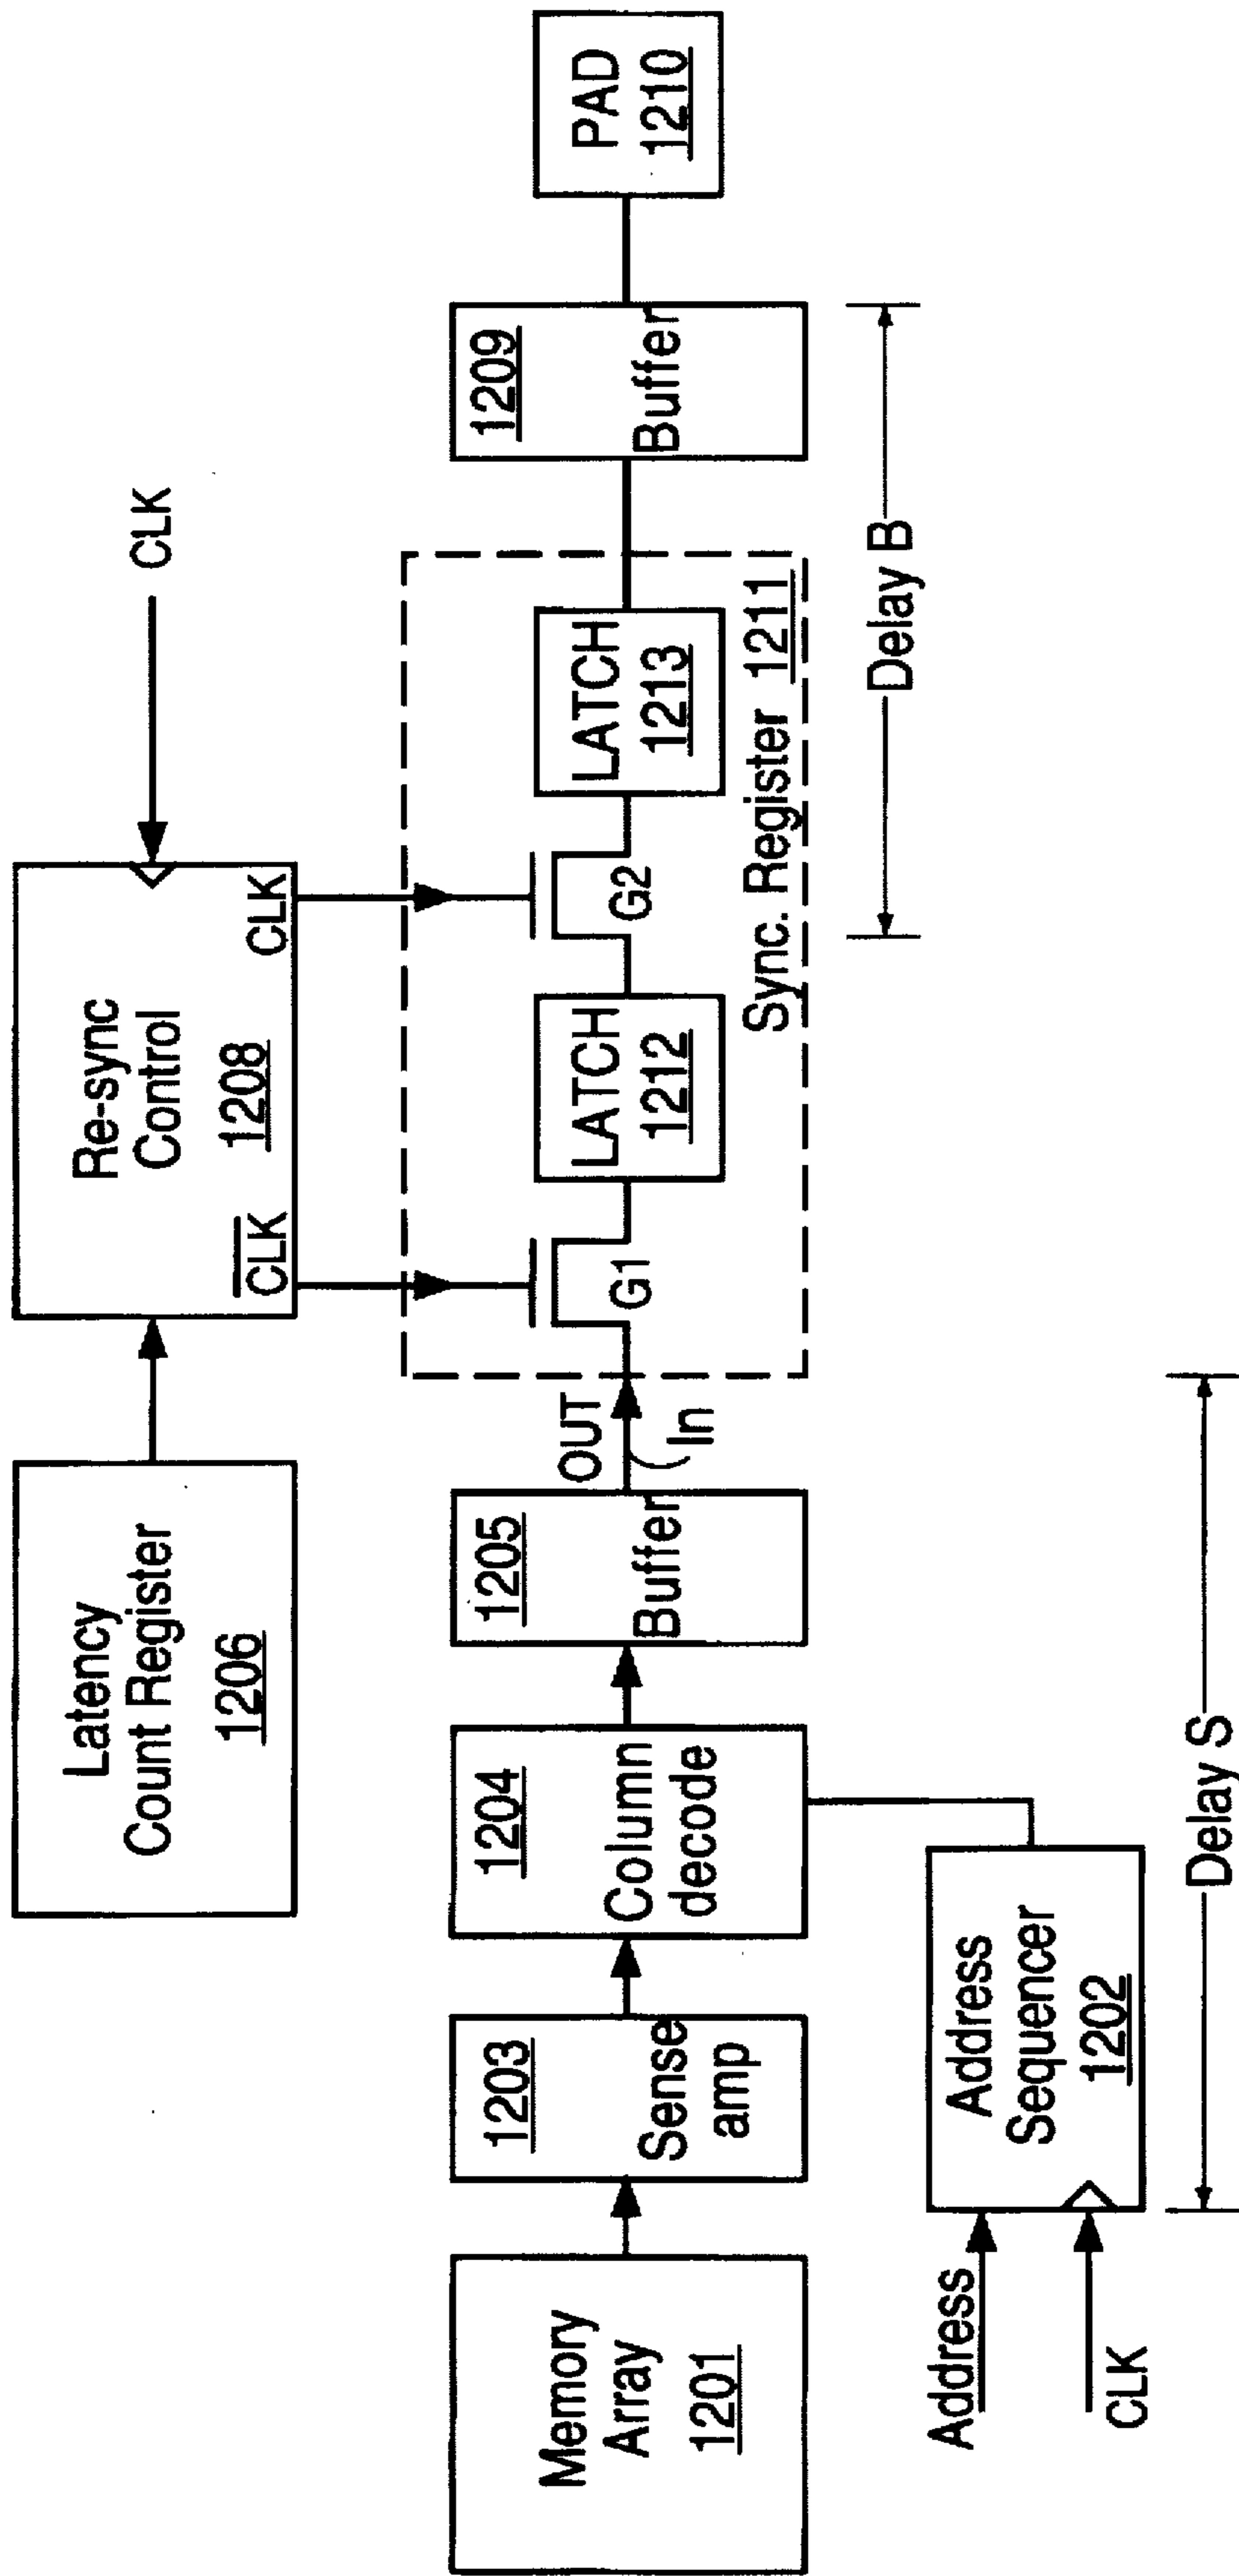 Latency
Count Register
1206
Re-sync
Control
1208
CLK
CLK
CLK
Memory
Array
1201
1203
Sense
amp
1204
Column
decode
1205
Buffer
OUT
In
G1
LATCH
1212
G2
LATCH
1213
Sync. Register 1211
1209
Buffer
PAD
1210
Address
CLK
Address
Sequencer
1202
Delay B
Delay S